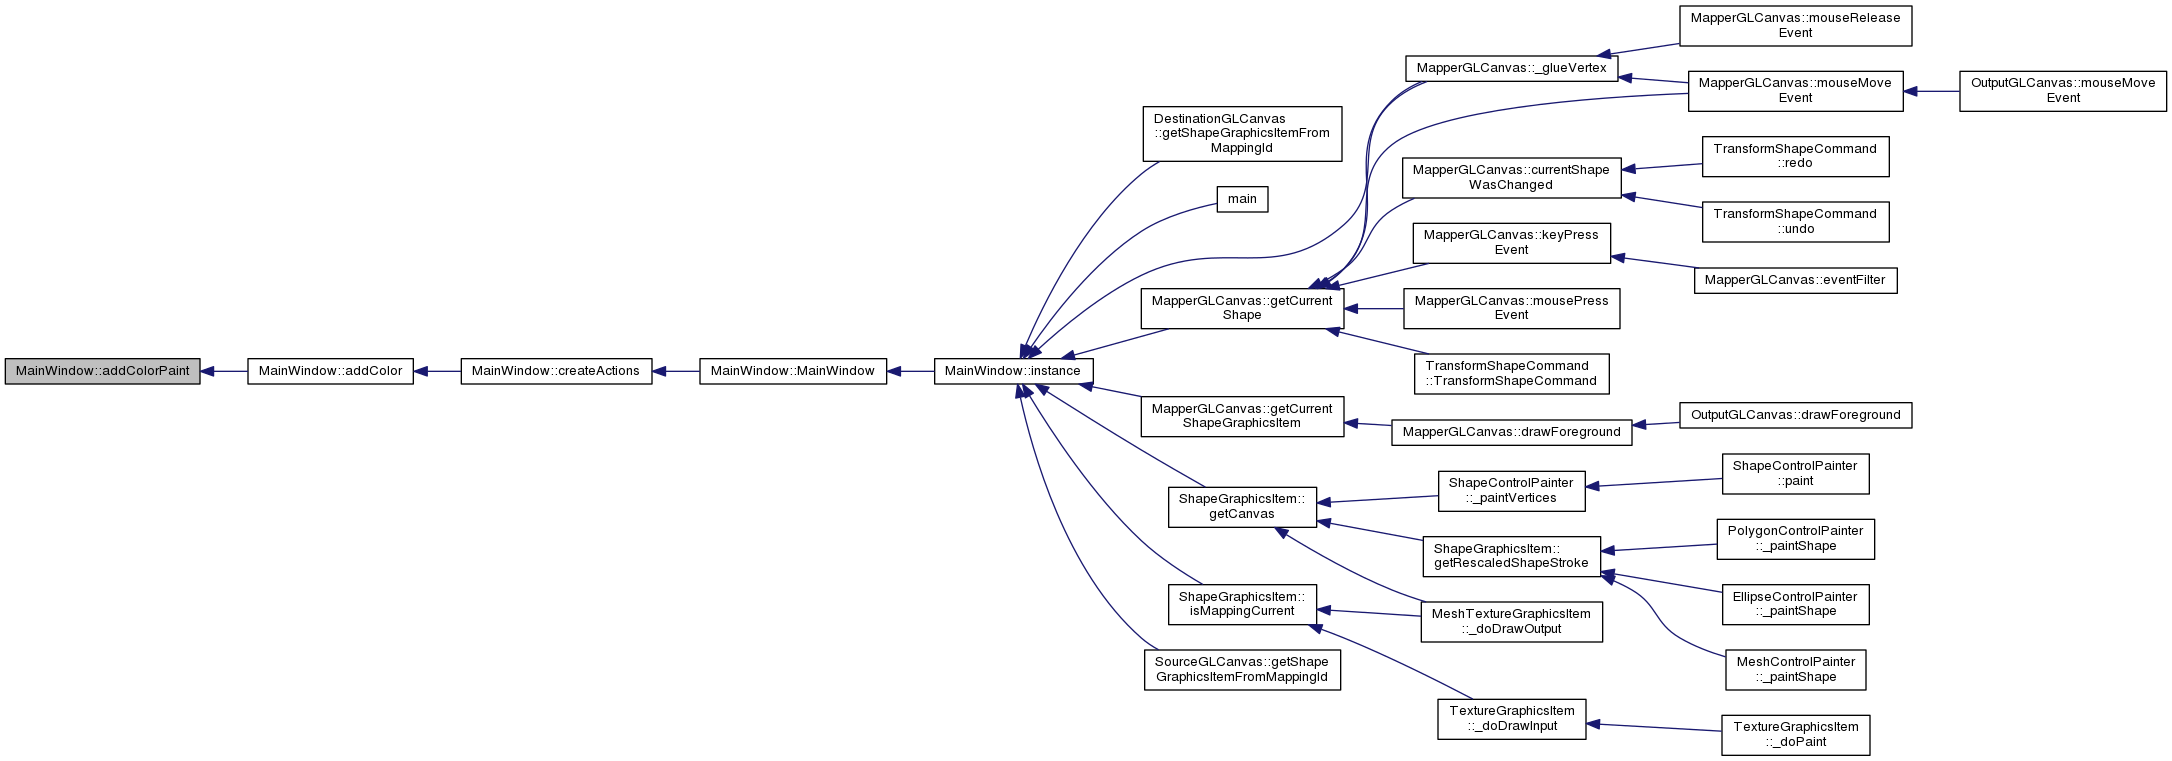 MainWindow::addColorPaint
MainWindow::addColor
MainWindow::createActions
MainWindow::MainWindow
MainWindow::instance
DestinationGLCanvas
::getShapeGraphicsItemFrom
MappingId
main
MapperGLCanvas::_glueVertex
MapperGLCanvas::mouseRelease
Event
MapperGLCanvas::mouseMove
Event
OutputGLCanvas::mouseMove
Event
MapperGLCanvas::getCurrent
Shape
MapperGLCanvas::currentShape
WasChanged
TransformShapeCommand
::redo
TransformShapeCommand
::undo
MapperGLCanvas::keyPress
Event
MapperGLCanvas::eventFilter
MapperGLCanvas::mousePress
Event
TransformShapeCommand
::TransformShapeCommand
MapperGLCanvas::getCurrent
ShapeGraphicsItem
MapperGLCanvas::drawForeground
OutputGLCanvas::drawForeground
ShapeGraphicsItem::
getCanvas
ShapeControlPainter
::_paintVertices
ShapeControlPainter
::paint
ShapeGraphicsItem::
getRescaledShapeStroke
PolygonControlPainter
::_paintShape
EllipseControlPainter
::_paintShape
MeshControlPainter
::_paintShape
ShapeGraphicsItem::
isMappingCurrent
MeshTextureGraphicsItem
::_doDrawOutput
TextureGraphicsItem
::_doDrawInput
TextureGraphicsItem
::_doPaint
SourceGLCanvas::getShape
GraphicsItemFromMappingId